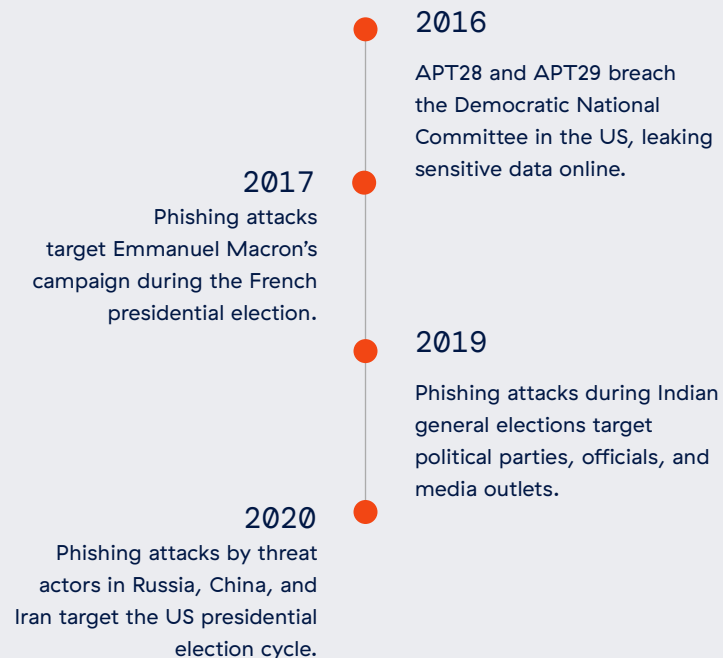 2016
APT28 and APT29 breach
the Democratic National
Committee in the US, leaking
sensitive data online.
2017
Phishing attacks
target Emmanuel Macron’s
campaign during the French
presidential election.
2019
Phishing attacks during Indian
general elections target
political parties, officials, and
media outlets.
2020
Phishing attacks by threat
actors in Russia, China, and
Iran target the US presidential
election cycle.